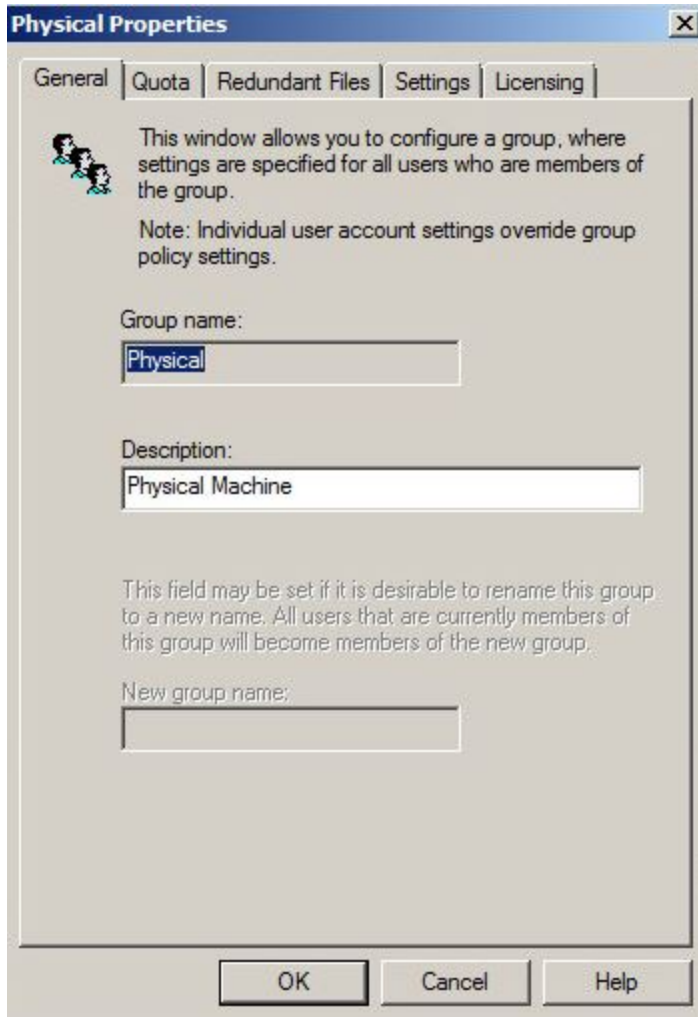 Physical Properties
General Quota Redundant Files Settings Licensing
This window allows you to configure a group, where
settings are specified for all users who are members of
the group.
Note: Individual user account settings override group
policy settings.
Group name:
Physical
Description:
Physical Machine
This field may be set if it is desirable to rename this group
to a new name. All users that are currently members of
this group will become members of the new group.
New group name:
OK Cancel Help